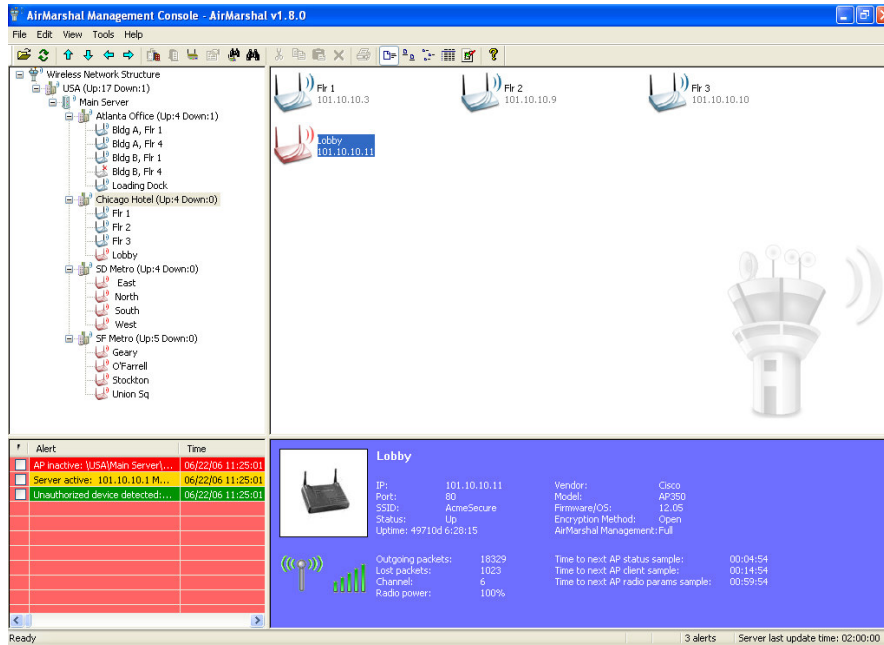 AirMarshal Management Console - AirMarshal v1.8.0
File Edit View Tools Help
Wireless Network Structure
USA (Up:17 Down:1)
Main Server
Atlanta Office (Up:4 Down:1)
Bldg A, Flr 1
Bldg A, Flr 4
Bldg B, Flr 1
Bldg B, Flr 4
Loading Dock
Chicago Hotel (Up:4 Down:0)
Flr 1
Flr 2
Flr 3
Lobby
SD Metro (Up:4 Down:0)
East
North
South
West
SF Metro (Up:5 Down:0)
Geary
O'Farrell
Stockton
Union Sq
Flr 1
101.10.10.3
Flr 2
101.10.10.9
Flr 3
101.10.10.10
Lobby
101.10.10.11
! Alert Time
AP inactive: \USA\Main Server\... 06/22/06 11:25:01
Server active: 101.10.10.1 M... 06/22/06 11:25:01
Unauthorized device detected:... 06/22/06 11:25:01
Lobby
IP: 101.10.10.11 Vendor: Cisco
Port: 80 Model: AP350
SSID: AcmeSecure Firmware/OS: 12.05
Status: Up Encryption Method: Open
Uptime: 49710d 6:28:15 AirMarshal Management: Full
Outgoing packets: 18329 Time to next AP status sample: 00:04:54
Lost packets: 1023 Time to next AP client sample: 00:14:54
Channel: 6 Time to next AP radio params sample: 00:59:54
Radio power: 100%
Ready 3 alerts Server last update time: 02:00:00